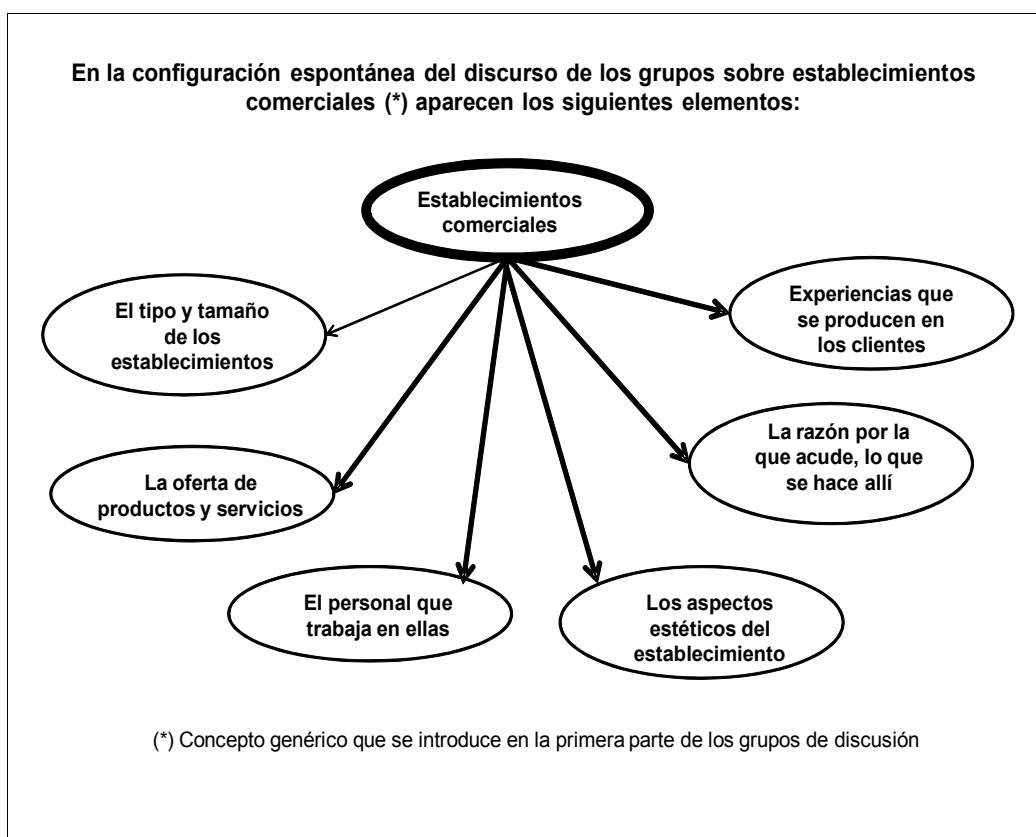 En la configuración espontánea del discurso de los grupos sobre establecimientos
comerciales (*) aparecen los siguientes elementos:
Establecimientos
comerciales
El tipo y tamaño
de los
establecimientos
Experiencias que
se producen en
los clientes
La oferta de
productos y servicios
La razón por la
que acude, lo que
se hace allí
El personal que
trabaja en ellas
Los aspectos
estéticos del
establecimiento
(*) Concepto genérico que se introduce en la primera parte de los grupos de discusión